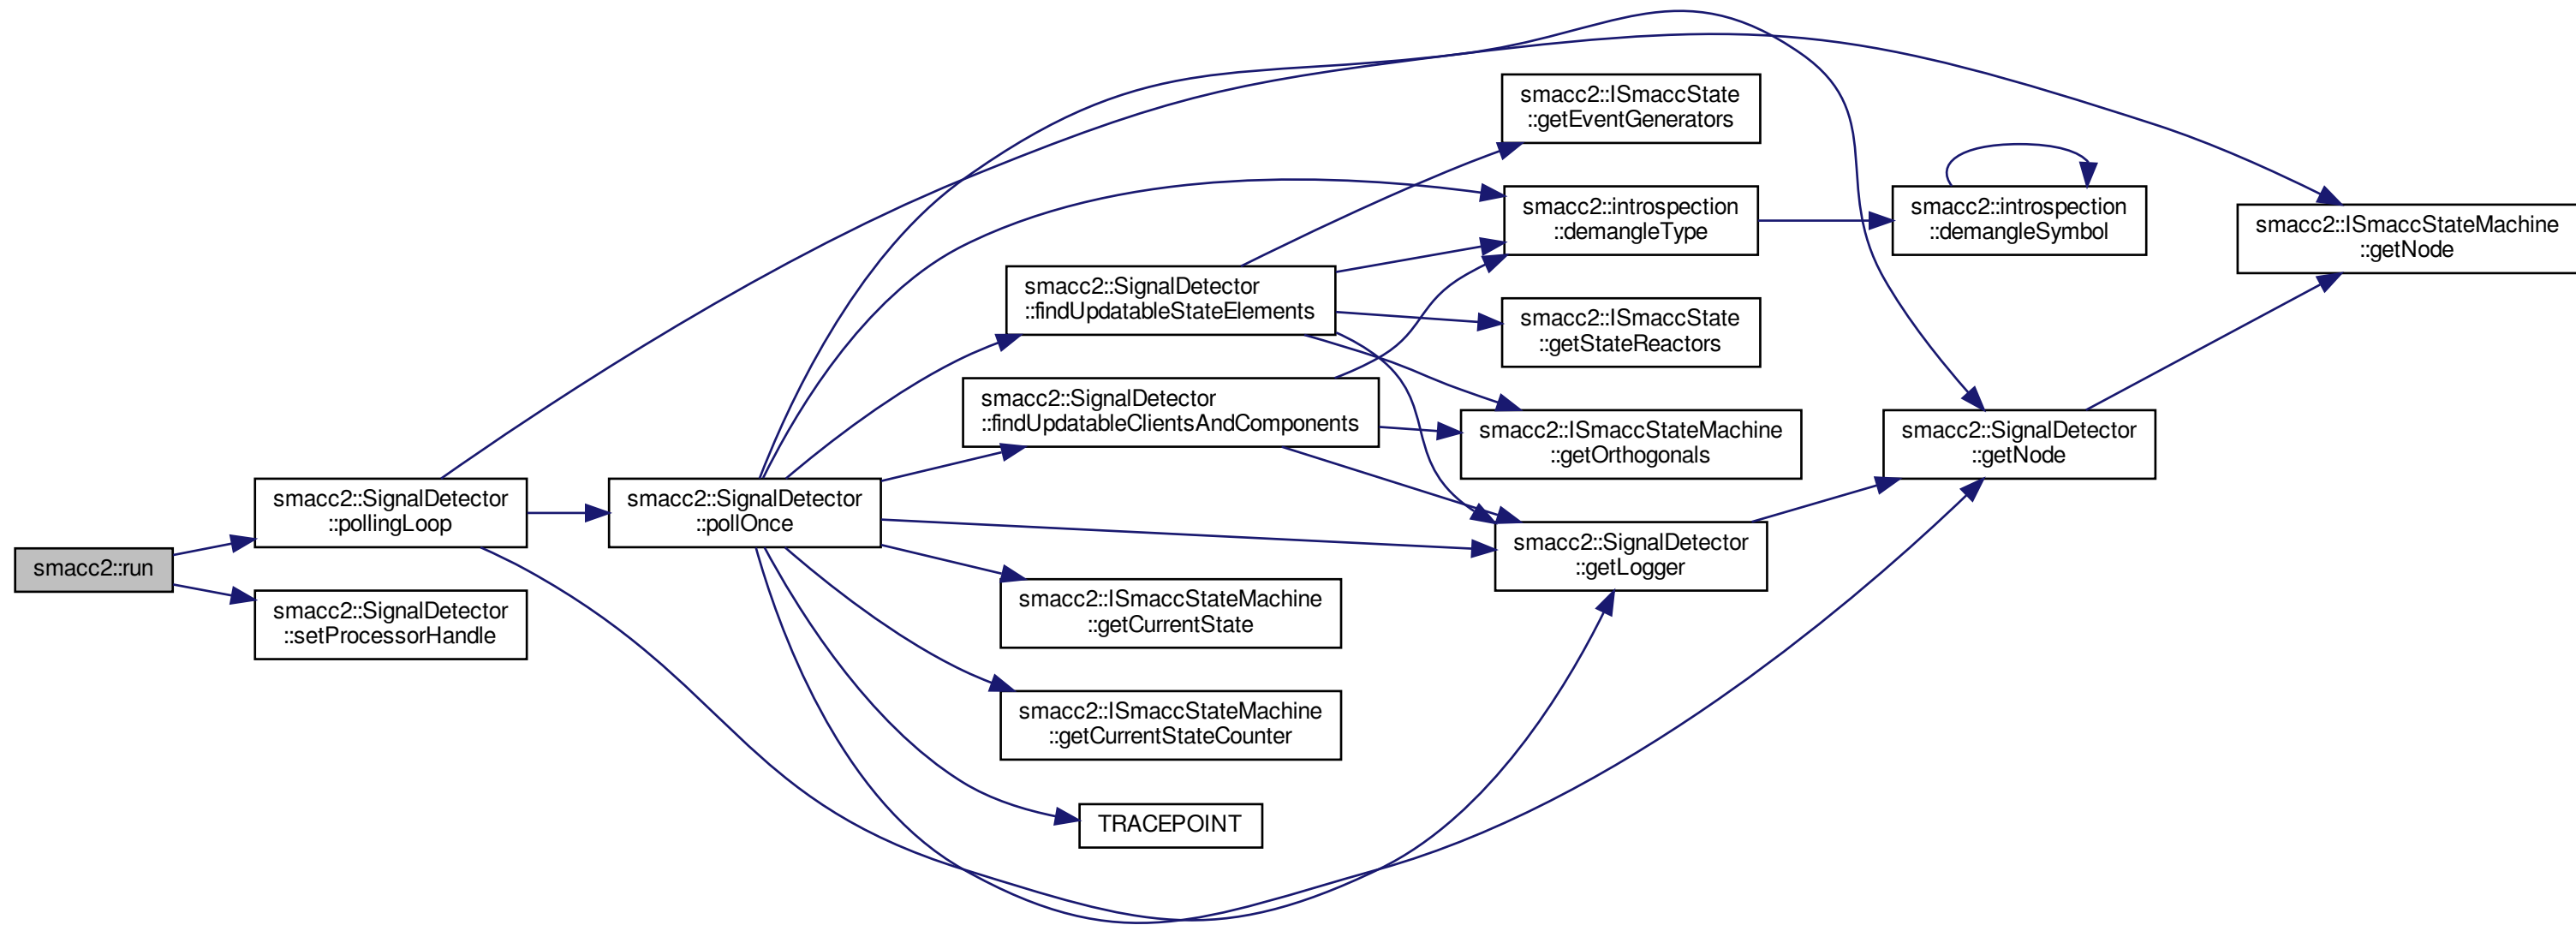 smacc2::run
smacc2::SignalDetector
::pollingLoop
smacc2::SignalDetector
::setProcessorHandle
smacc2::SignalDetector
::pollOnce
smacc2::SignalDetector
::findUpdatableStateElements
smacc2::SignalDetector
::findUpdatableClientsAndComponents
smacc2::ISmaccStateMachine
::getCurrentState
smacc2::ISmaccStateMachine
::getCurrentStateCounter
TRACEPOINT
smacc2::ISmaccState
::getEventGenerators
smacc2::introspection
::demangleType
smacc2::ISmaccState
::getStateReactors
smacc2::ISmaccStateMachine
::getOrthogonals
smacc2::SignalDetector
::getLogger
smacc2::introspection
::demangleSymbol
smacc2::SignalDetector
::getNode
smacc2::ISmaccStateMachine
::getNode